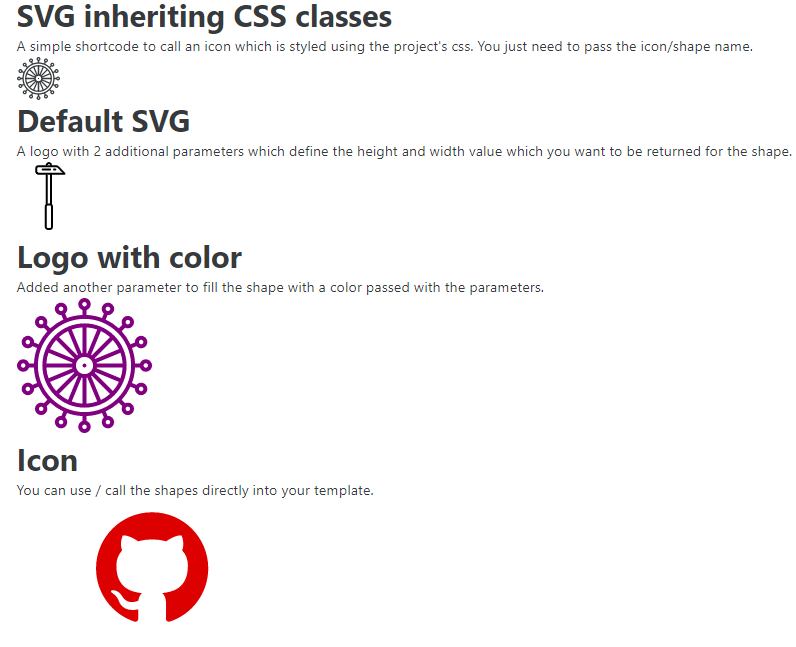 SVG inheriting CSS classes
A simple shortcode to call an icon which is styled using the project's css. You just need to pass the icon/shape name.
Default SVG
A logo with 2 additional parameters which define the height and width value which you want to be returned for the shape.
Logo with color
Added another parameter to fill the shape with a color passed with the parameters.
Icon
You can use / call the shapes directly into your template.